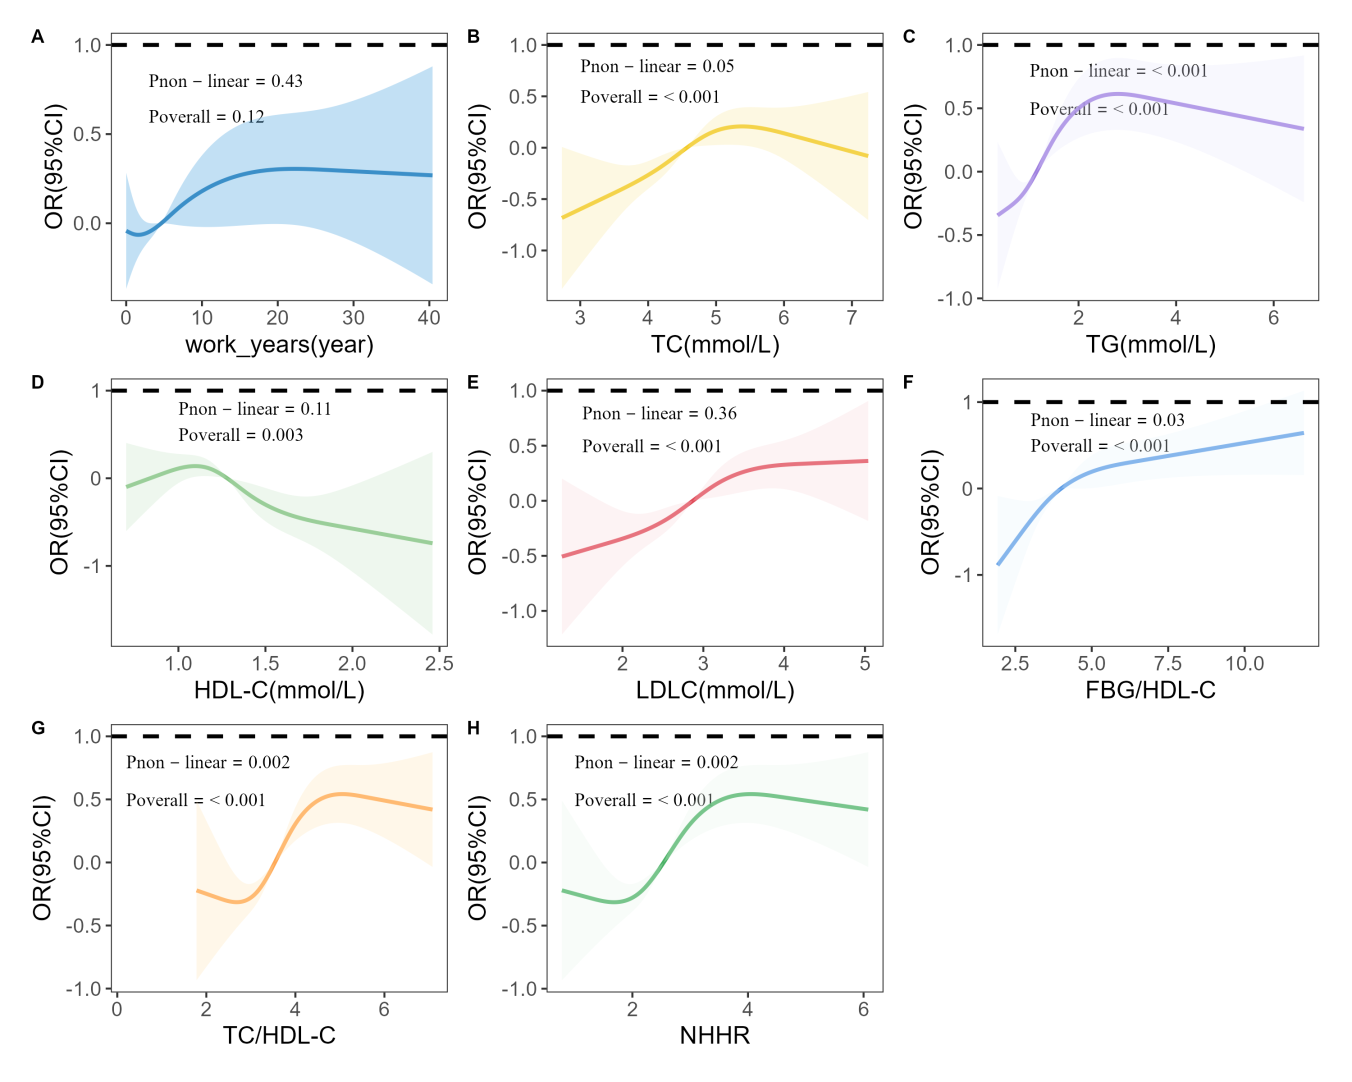 A
1.0
0.5
0.0
OR(95%CI)
Pnon − linear = 0.43
Poverall = 0.12
0 10 20 30 40
work_years(year)
B
1.0
0.5
0.0
-0.5
-1.0
OR(95%CI)
Pnon − linear = 0.05
Poverall = < 0.001
3 4 5 6 7
TC(mmol/L)
C
1.0
0.5
0.0
-0.5
-1.0
OR(95%CI)
Pnon − linear = < 0.001
Poverall = < 0.001
2 4 6
TG(mmol/L)
D
1
0
-1
OR(95%CI)
Pnon − linear = 0.11
Poverall = 0.003
1.0 1.5 2.0 2.5
HDL-C(mmol/L)
E
1.0
0.5
0.0
-0.5
-1.0
OR(95%CI)
Pnon − linear = 0.36
Poverall = < 0.001
2 3 4 5
LDLC(mmol/L)
F
1
0
-1
OR(95%CI)
Pnon − linear = 0.03
Poverall = < 0.001
2.5 5.0 7.5 10.0
FBG/HDL-C
G
1.0
0.5
0.0
-0.5
-1.0
OR(95%CI)
Pnon − linear = 0.002
Poverall = < 0.001
0 2 4 6
TC/HDL-C
H
1.0
0.5
0.0
-0.5
-1.0
OR(95%CI)
Pnon − linear = 0.002
Poverall = < 0.001
2 4 6
NHHR